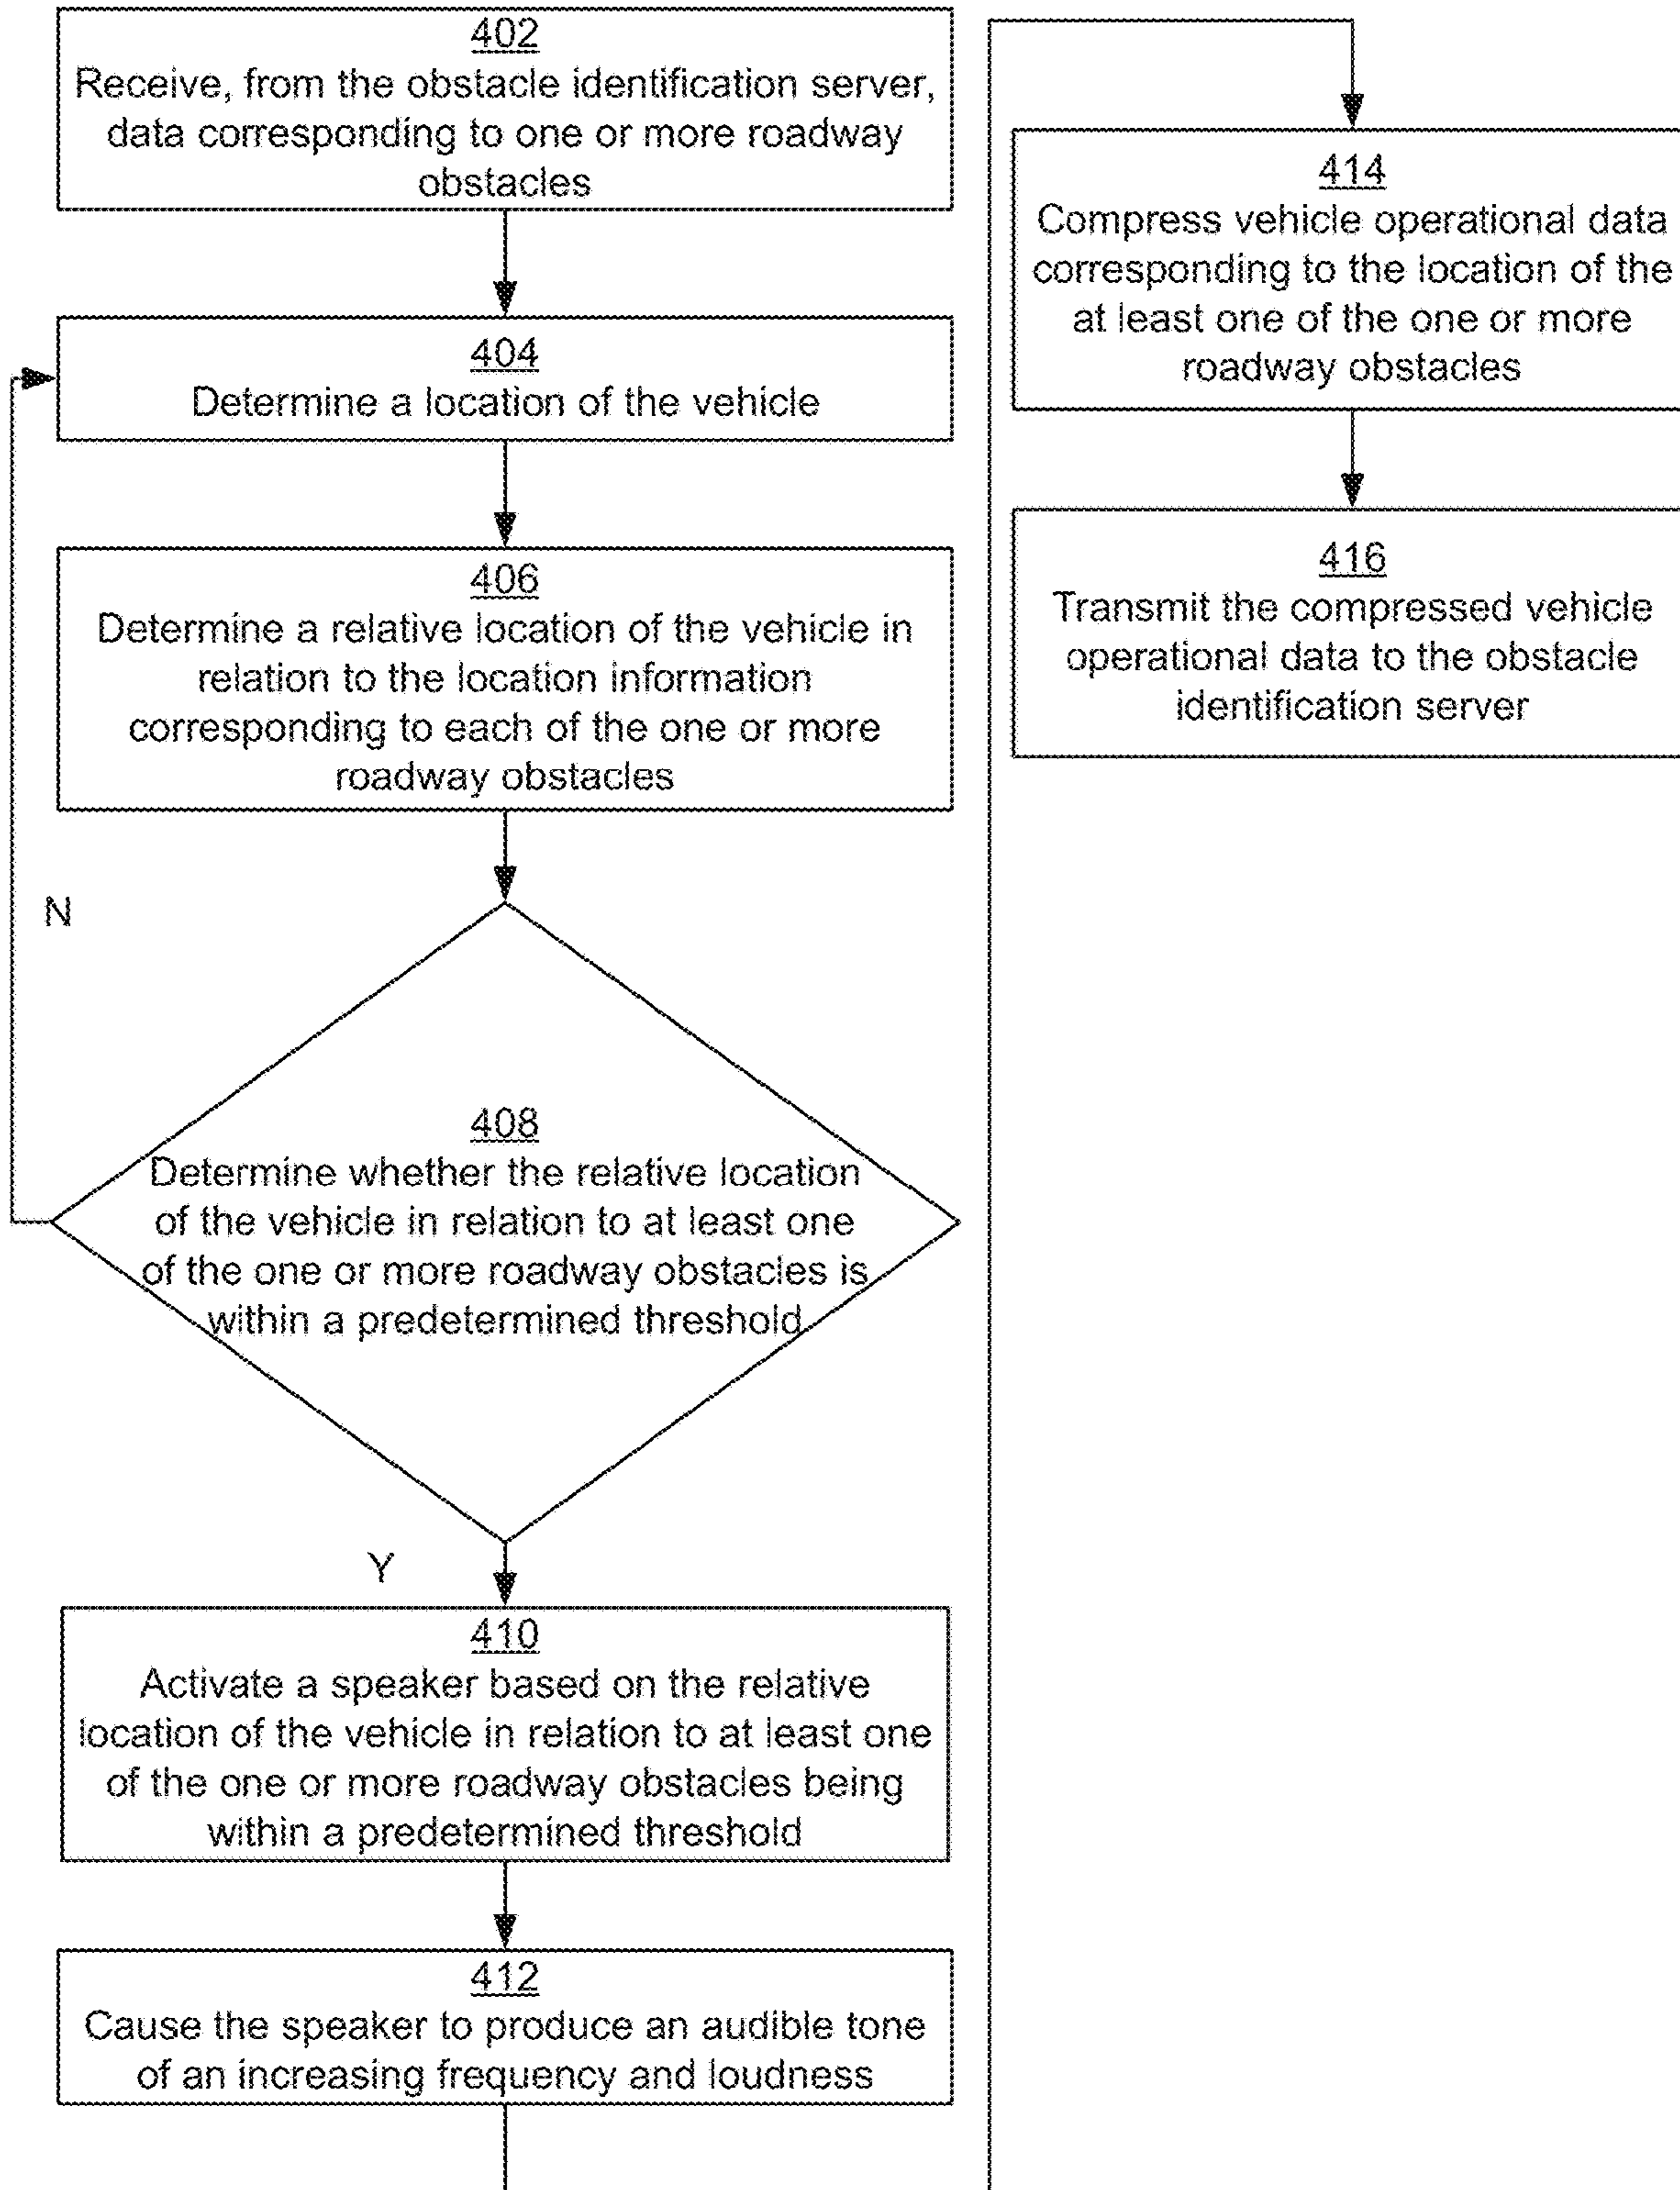 402
Receive, from the obstacle identification server,
data corresponding to one or more roadway
obstacles
404
Determine a location of the vehicle
406
Determine a relative location of the vehicle in
relation to the location information
corresponding to each of the one or more
roadway obstacles
N
408
Determine whether the relative location
of the vehicle in relation to at least one
of the one or more roadway obstacles is
within a predetermined threshold
Y
410
Activate a speaker based on the relative
location of the vehicle in relation to at least one
of the one or more roadway obstacles being
within a predetermined threshold
412
Cause the speaker to produce an audible tone
of an increasing frequency and loudness
414
Compress vehicle operational data
corresponding to the location of the
at least one of the one or more
roadway obstacles
416
Transmit the compressed vehicle
operational data to the obstacle
identification server